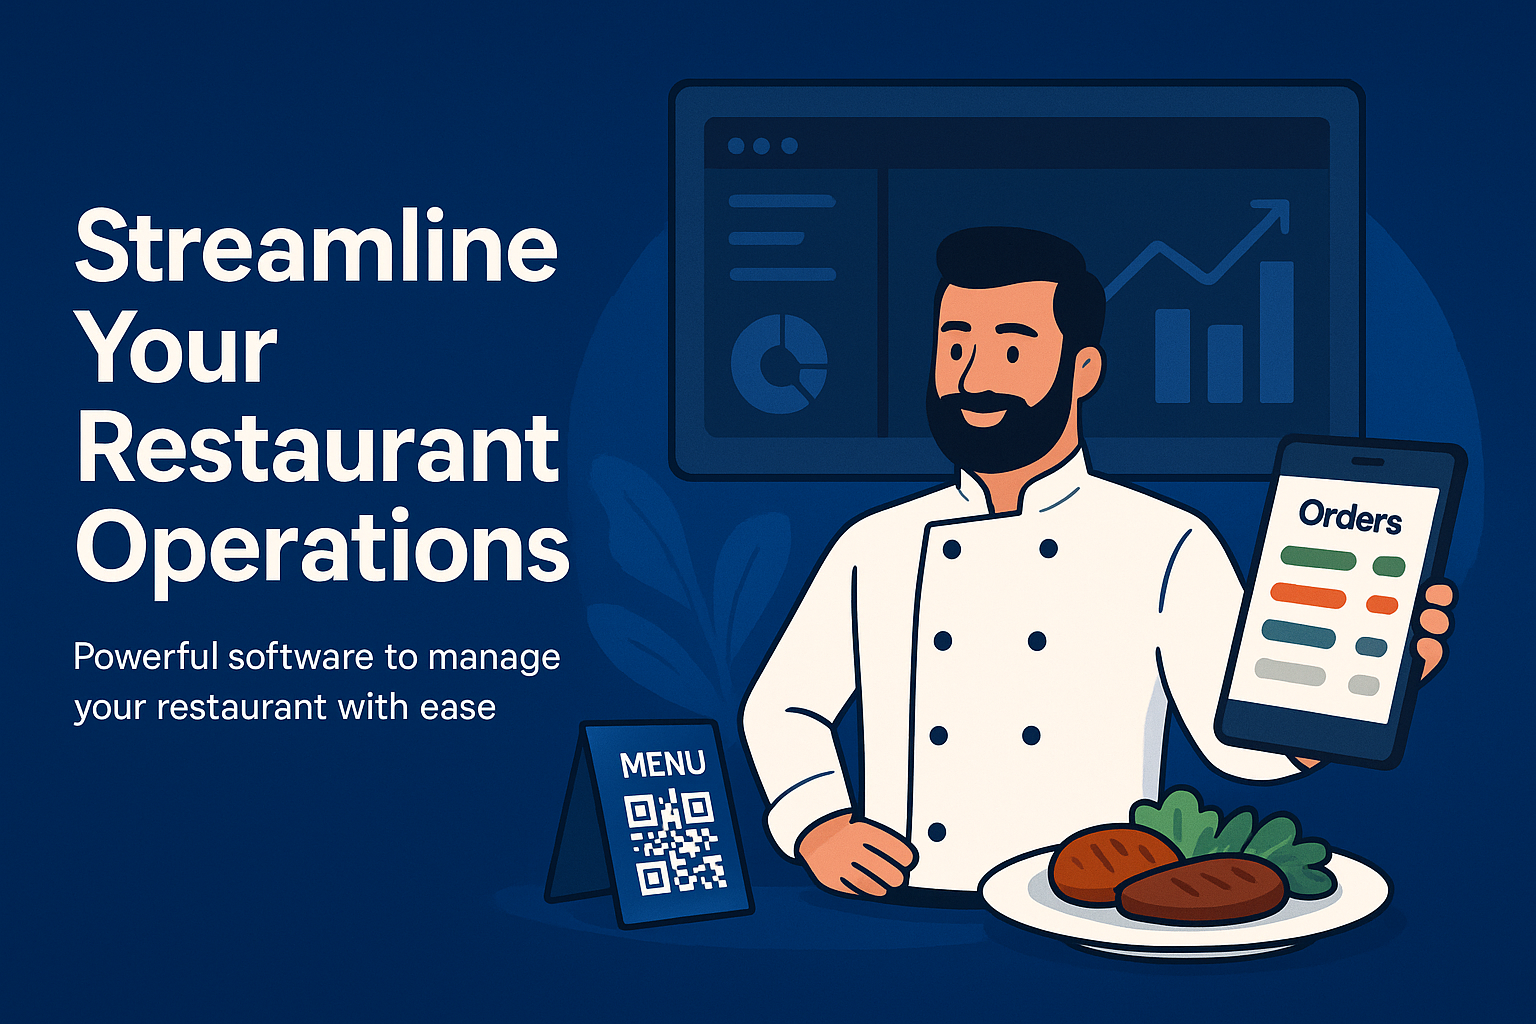 Streamline
Your
Restaurant
Operations
Powerful software to manage
your restaurant with ease
MENU
Orders